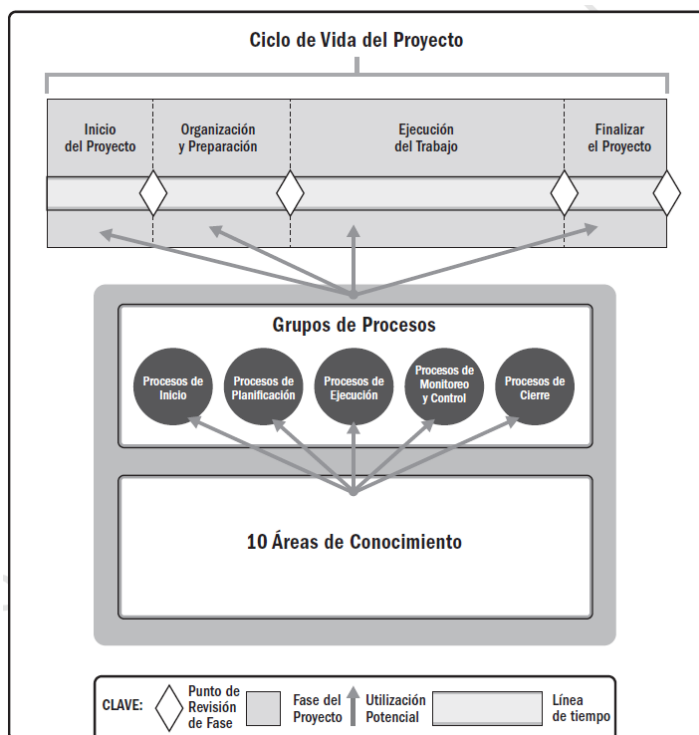 Ciclo de Vida del Proyecto
Inicio
del Proyecto
Organización
y Preparación
Ejecución
del Trabajo
Finalizar
el Proyecto
Grupos de Procesos
Procesos de
Inicio
Procesos de
Planificación
Procesos de
Ejecución
Procesos de
Monitoreo
y Control
Procesos de
Cierre
10 Áreas de Conocimiento
CLAVE:
Punto de
Revisión
de Fase
Fase del
Proyecto
Utilización
Potencial
Línea
de tiempo